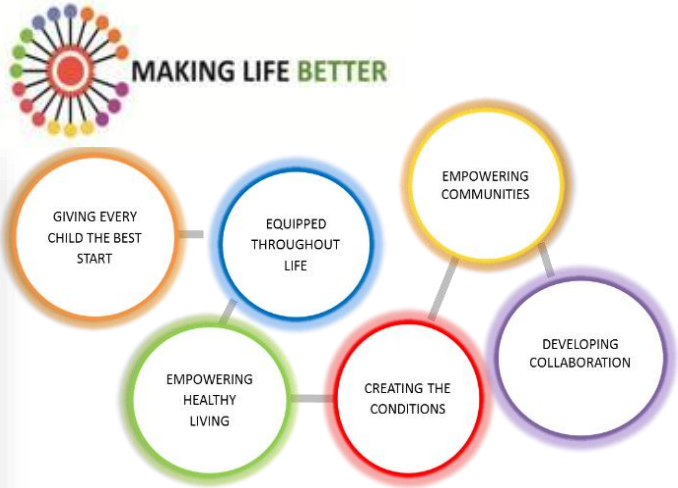 MAKING LIFE BETTER
GIVING EVERY
CHILD THE BEST
START
EQUIPPED
THROUGHOUT
LIFE
EMPOWERING
HEALTHY
LIVING
CREATING THE
CONDITIONS
EMPOWERING
COMMUNITIES
DEVELOPING
COLLABORATION